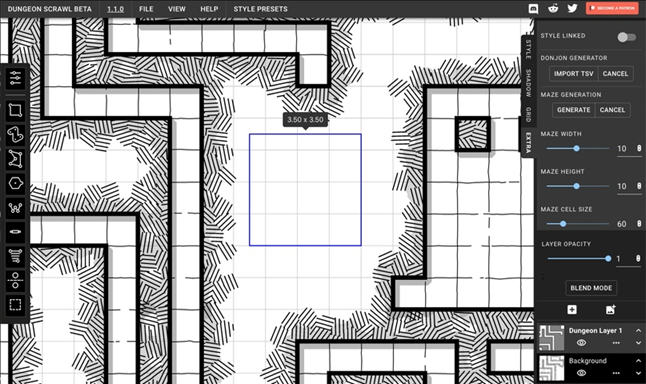 DUNGEON SCRAWL BETA 1.1.0 FILE VIEW HELP STYLE PRESETS BECOME A PATRON
STYLE
SHADOW
GRID
EXTRA
STYLE LINKED
DONJON GENERATOR
IMPORT TSV CANCEL
MAZE GENERATION
GENERATE CANCEL
MAZE WIDTH
10
MAZE HEIGHT
10
MAZE CELL SIZE
60
LAYER OPACITY
1
BLEND MODE
Dungeon Layer 1
Background
3.50 x 3.50